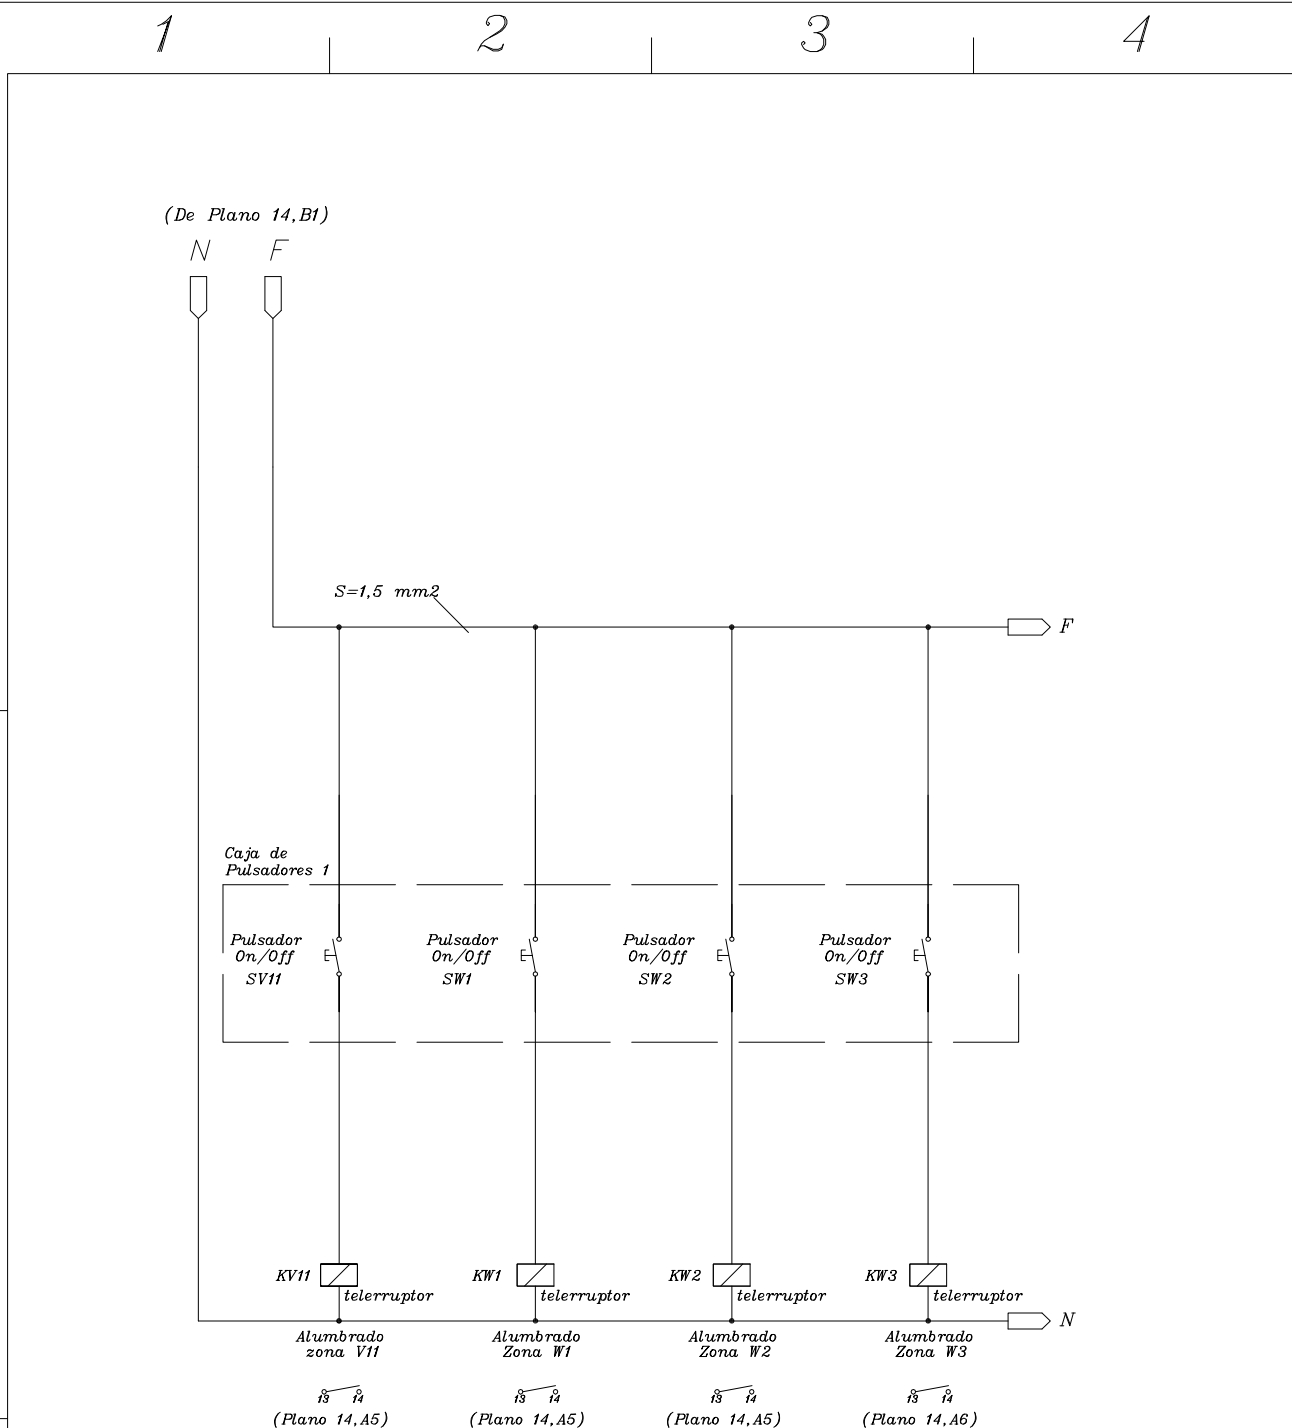 1 2 3 4
(De Plano 14,B1)
N F
S=1,5 mm2
F
Caja de
Pulsadores 1
Pulsador
On/Off
SV11
Pulsador
On/Off
SW1
Pulsador
On/Off
SW2
Pulsador
On/Off
SW3
KV11
telerruptor
KW1
telerruptor
KW2
telerruptor
KW3
telerruptor
N
Alumbrado
zona V11
Alumbrado
Zona W1
Alumbrado
Zona W2
Alumbrado
Zona W3
13 14
(Plano 14,A5)
13 14
(Plano 14,A5)
13 14
(Plano 14,A5)
13 14
(Plano 14,A6)